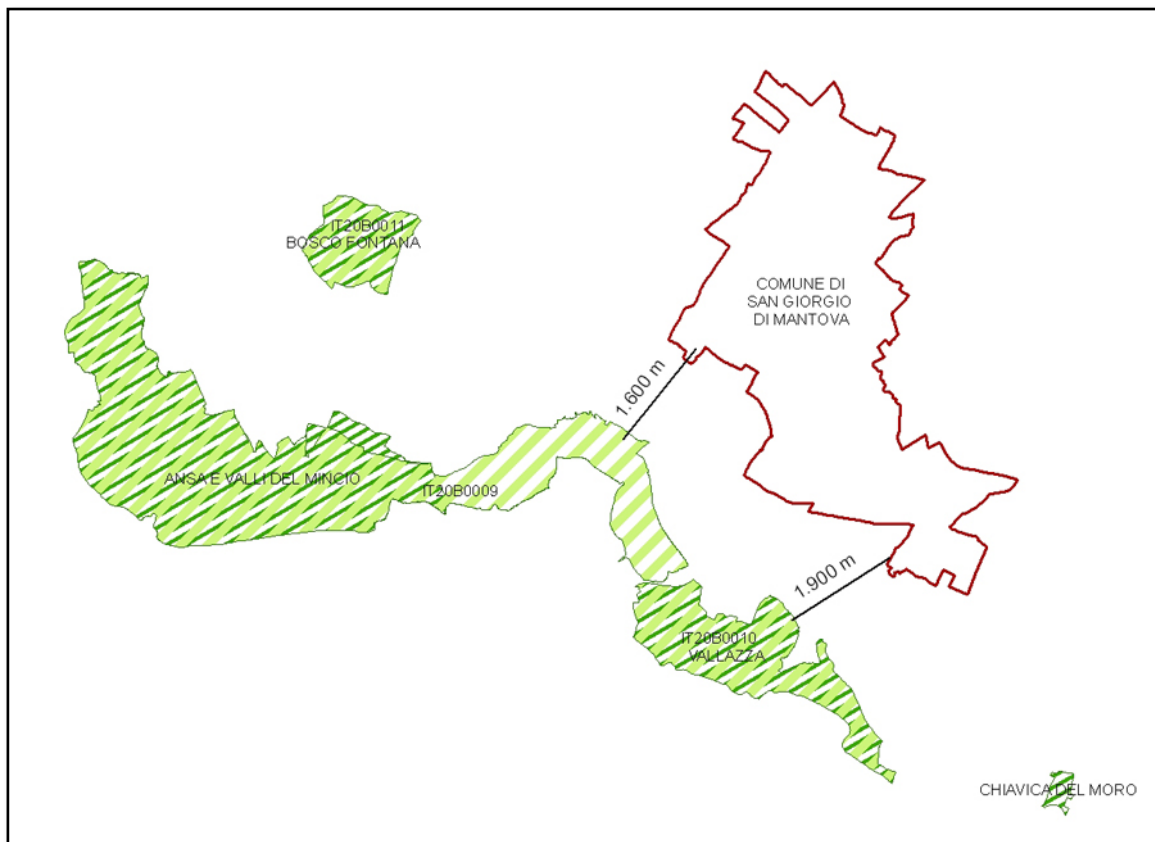 IT20B0011
BOSCO FONTANA
COMUNE DI
SAN GIORGIO
DI MANTOVA
1.600 m
ANSA E VALLI DEL MINCIO
IT20B0009
1.900 m
IT20B0010
VALLAZZA
CHIAVICA DEL MORO